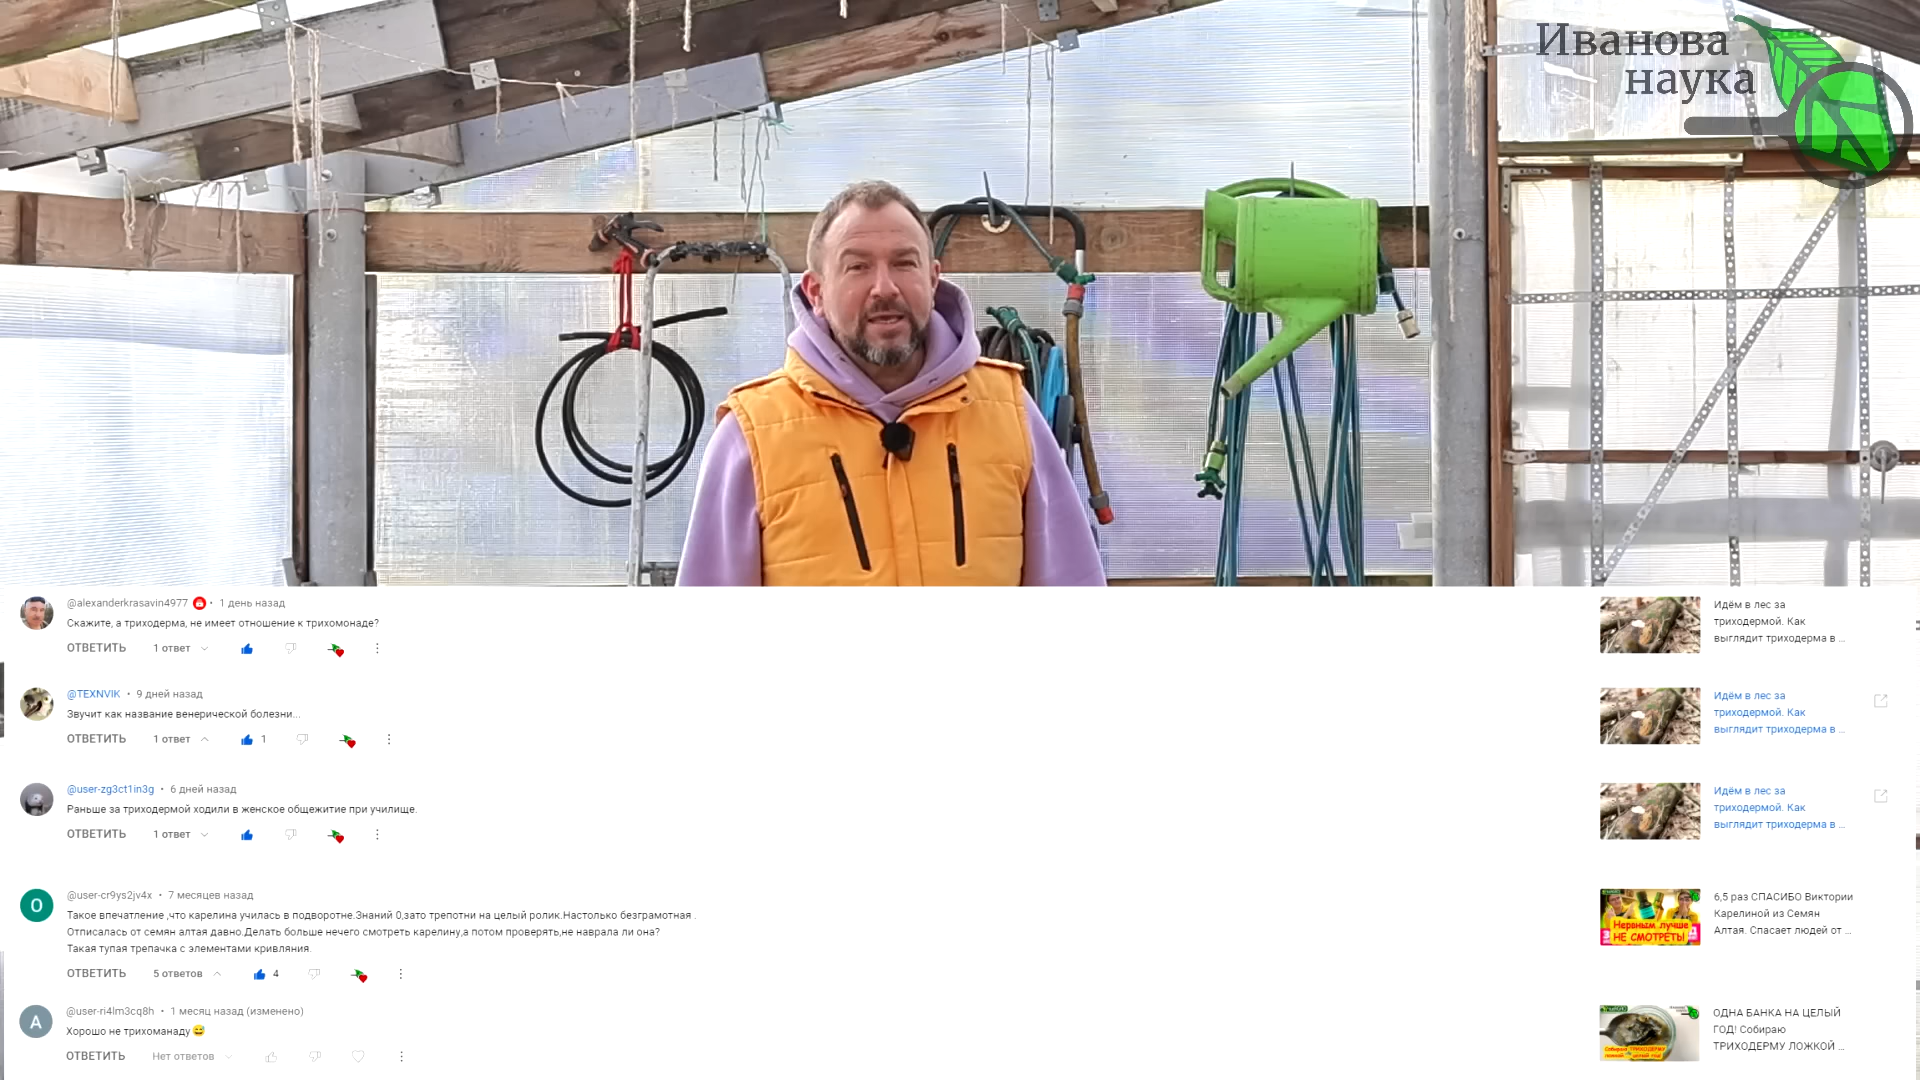 Иванова
наука
@alexanderkrasavin4977 • 1 день назад
Скажите, а триходерма, не имеет отношение к трихомонаде?
ОТВЕТИТЬ 1 ответ
Идём в лес за
триходермой. Как
выглядит триходерма в ...
@TEXNVIK • 9 дней назад
Звучит как название венерической болезни...
ОТВЕТИТЬ 1 ответ 1
Идём в лес за
триходермой. Как
выглядит триходерма в ...
@user-zg3ct1in3g • 6 дней назад
Раньше за триходермой ходили в женское общежитие при училище.
ОТВЕТИТЬ 1 ответ
Идём в лес за
триходермой. Как
выглядит триходерма в ...
O
@user-cr9ys2jv4x • 7 месяцев назад
Такое впечатление ,что карелина училась в подворотне.Знаний 0,зато трепотни на целый ролик.Настолько безграмотная .
Отписалась от семян алтая давно.Делать больше нечего смотреть карелину,а потом проверять,не наврала ли она?
Такая тупая трепачка с элементами кривляния.
ОТВЕТИТЬ 5 ответов 4
Нервным лучше
НЕ СМОТРЕТЬ!
6,5 раз СПАСИБО Виктории
Карелиной из Семян
Алтая. Спасает людей от ...
A
@user-ri4lm3cq8h • 1 месяц назад (изменено)
Хорошо не трихоманаду 😅
ОТВЕТИТЬ Нет ответов
Собираю ТРИХОДЕРМУ
ОДНА БАНКА НА ЦЕЛЫЙ
ГОД! Собираю
ТРИХОДЕРМУ ЛОЖКОЙ ...